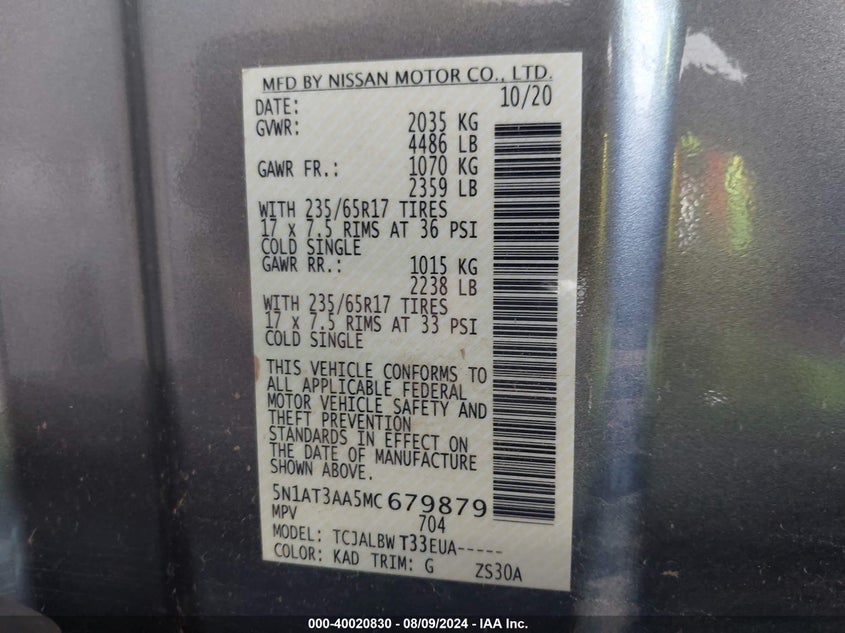 MFD BY NISSAN MOTOR CO., LTD.
DATE: 10/20
GVWR: 2035 KG
4486 LB
GAWR FR.: 1070 KG
2359 LB
WITH 235/65R17 TIRES
17 x 7.5 RIMS AT 36 PSI
COLD SINGLE
GAWR RR.: 1015 KG
2238 LB
WITH 235/65R17 TIRES
17 x 7.5 RIMS AT 33 PSI
COLD SINGLE
THIS VEHICLE CONFORMS TO
ALL APPLICABLE FEDERAL
MOTOR VEHICLE SAFETY AND
THEFT PREVENTION
STANDARDS IN EFFECT ON
THE DATE OF MANUFACTURE
SHOWN ABOVE.
5N1AT3AA5MC679879
MPV 704
MODEL: TCJALBWT33EUA-----
COLOR: KAD TRIM: G ZS30A
000-40020830 - 08/09/2024 - IAA Inc.